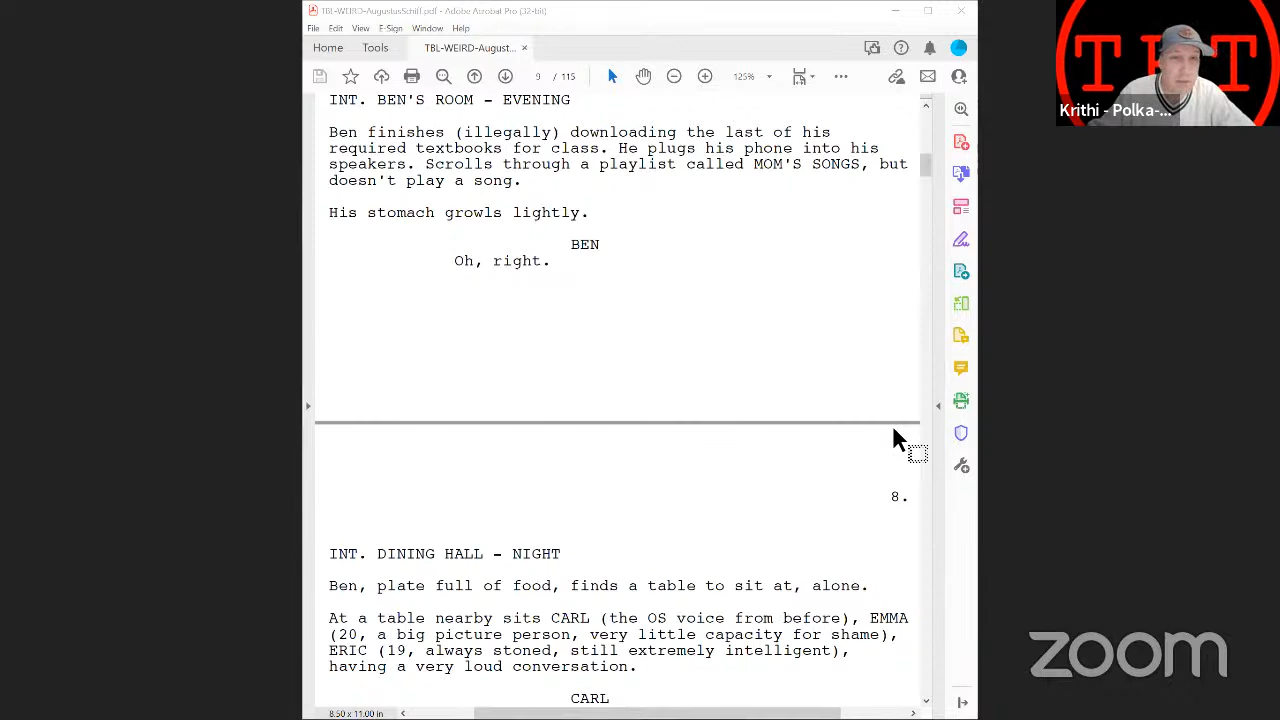 TBL-WEIRD-AugustusSchiff.pdf - Adobe Acrobat Pro (32-bit)
File Edit View E-Sign Window Help
Home Tools TBL-WEIRD-August... ×
9 / 115 125%
INT. BEN'S ROOM - EVENING
Ben finishes (illegally) downloading the last of his
required textbooks for class. He plugs his phone into his
speakers. Scrolls through a playlist called MOM'S SONGS, but
doesn't play a song.
His stomach growls lightly.
BEN
Oh, right.
8.
INT. DINING HALL - NIGHT
Ben, plate full of food, finds a table to sit at, alone.
At a table nearby sits CARL (the OS voice from before), EMMA
(20, a big picture person, very little capacity for shame),
ERIC (19, always stoned, still extremely intelligent),
having a very loud conversation.
CARL
8.50 x 11.00 in
Krithi - Polka-...
zoom